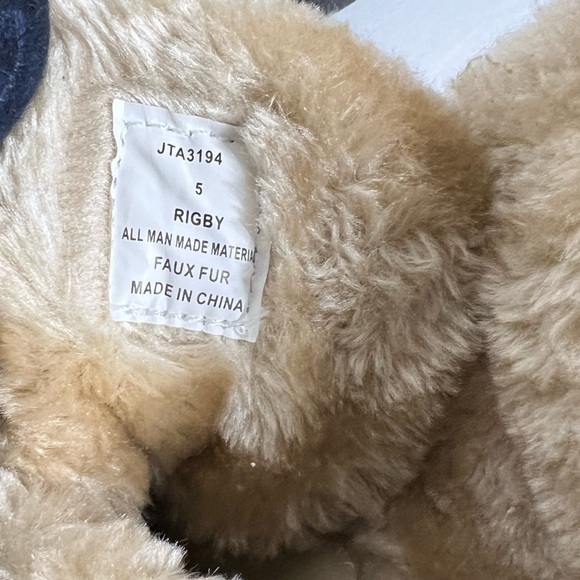 JTA3194
5
RIGBY
ALL MAN MADE MATERIAL
FAUX FUR
MADE IN CHINA